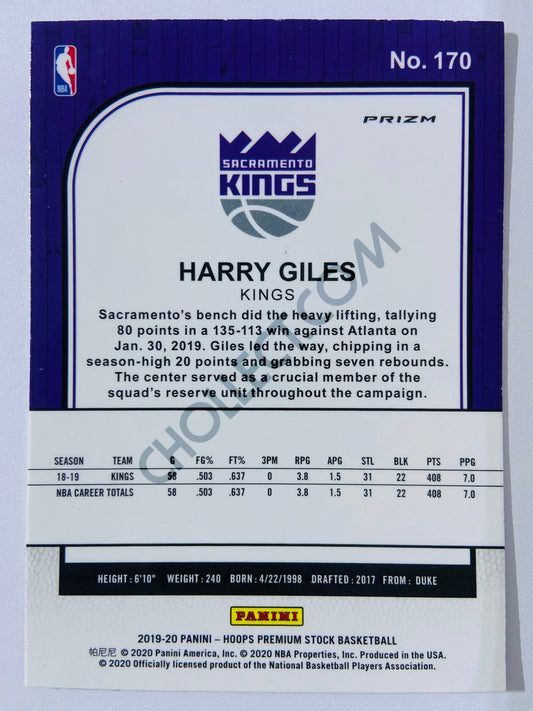 NBA
No. 170
PRIZM
SACRAMENTO
KINGS
HARRY GILES
KINGS
Sacramento's bench did the heavy lifting, tallying
80 points in a 135-113 win against Atlanta on
Jan. 30, 2019. Giles led the way, chipping in a
season-high 20 points and grabbing seven rebounds.
The center served as a crucial member of the
squad's reserve unit throughout the campaign.
CHOLLECT.COM
SEASON TEAM G FG% FT% 3PM RPG APG STL BLK PTS PPG
18-19 KINGS 58 .503 .637 0 3.8 1.5 31 22 408 7.0
NBA CAREER TOTALS 58 .503 .637 0 3.8 1.5 31 22 408 7.0
HEIGHT: 6'10" WEIGHT: 240 BORN: 4/22/1998 DRAFTED: 2017 FROM: DUKE
PANINI
2019-20 PANINI – HOOPS PREMIUM STOCK BASKETBALL
帕尼尼 © 2020 Panini America, Inc. © 2020 NBA Properties, Inc. Produced in the USA.
© 2020 Officially licensed product of the National Basketball Players Association.